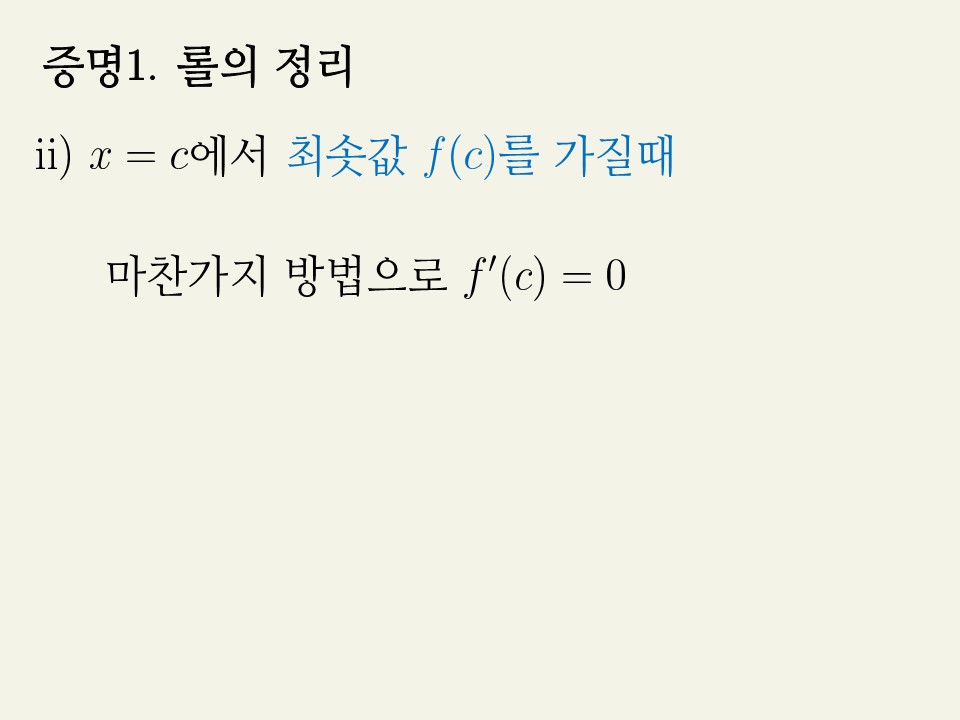 증명1. 롤의 정리
ii) x = c에서 최솟값 f(c)를 가질때
마찬가지 방법으로 f′(c) = 0